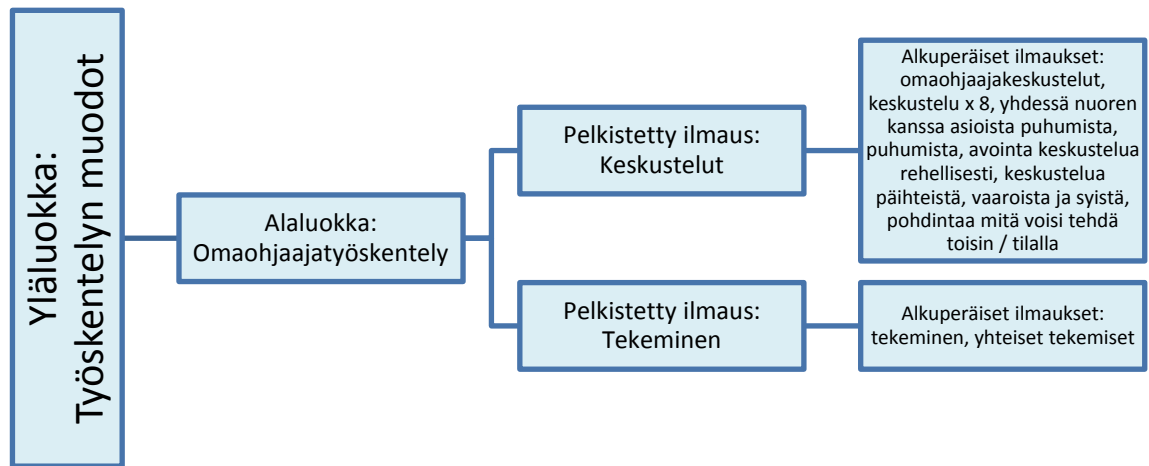 Yläluokka:
Työskentelyn muodot
Alaluokka:
Omaohjaajatyöskentely
Pelkistetty ilmaus:
Keskustelut
Alkuperäiset ilmaukset:
omaohjaajakeskustelut,
keskustelu x 8, yhdessä nuoren
kanssa asioista puhumista,
puhumista, avointa keskustelua
rehellisesti, keskustelua
päihteistä, vaaroista ja syistä,
pohdintaa mitä voisi tehdä
toisin / tilalla
Pelkistetty ilmaus:
Tekeminen
Alkuperäiset ilmaukset:
tekeminen, yhteiset tekemiset